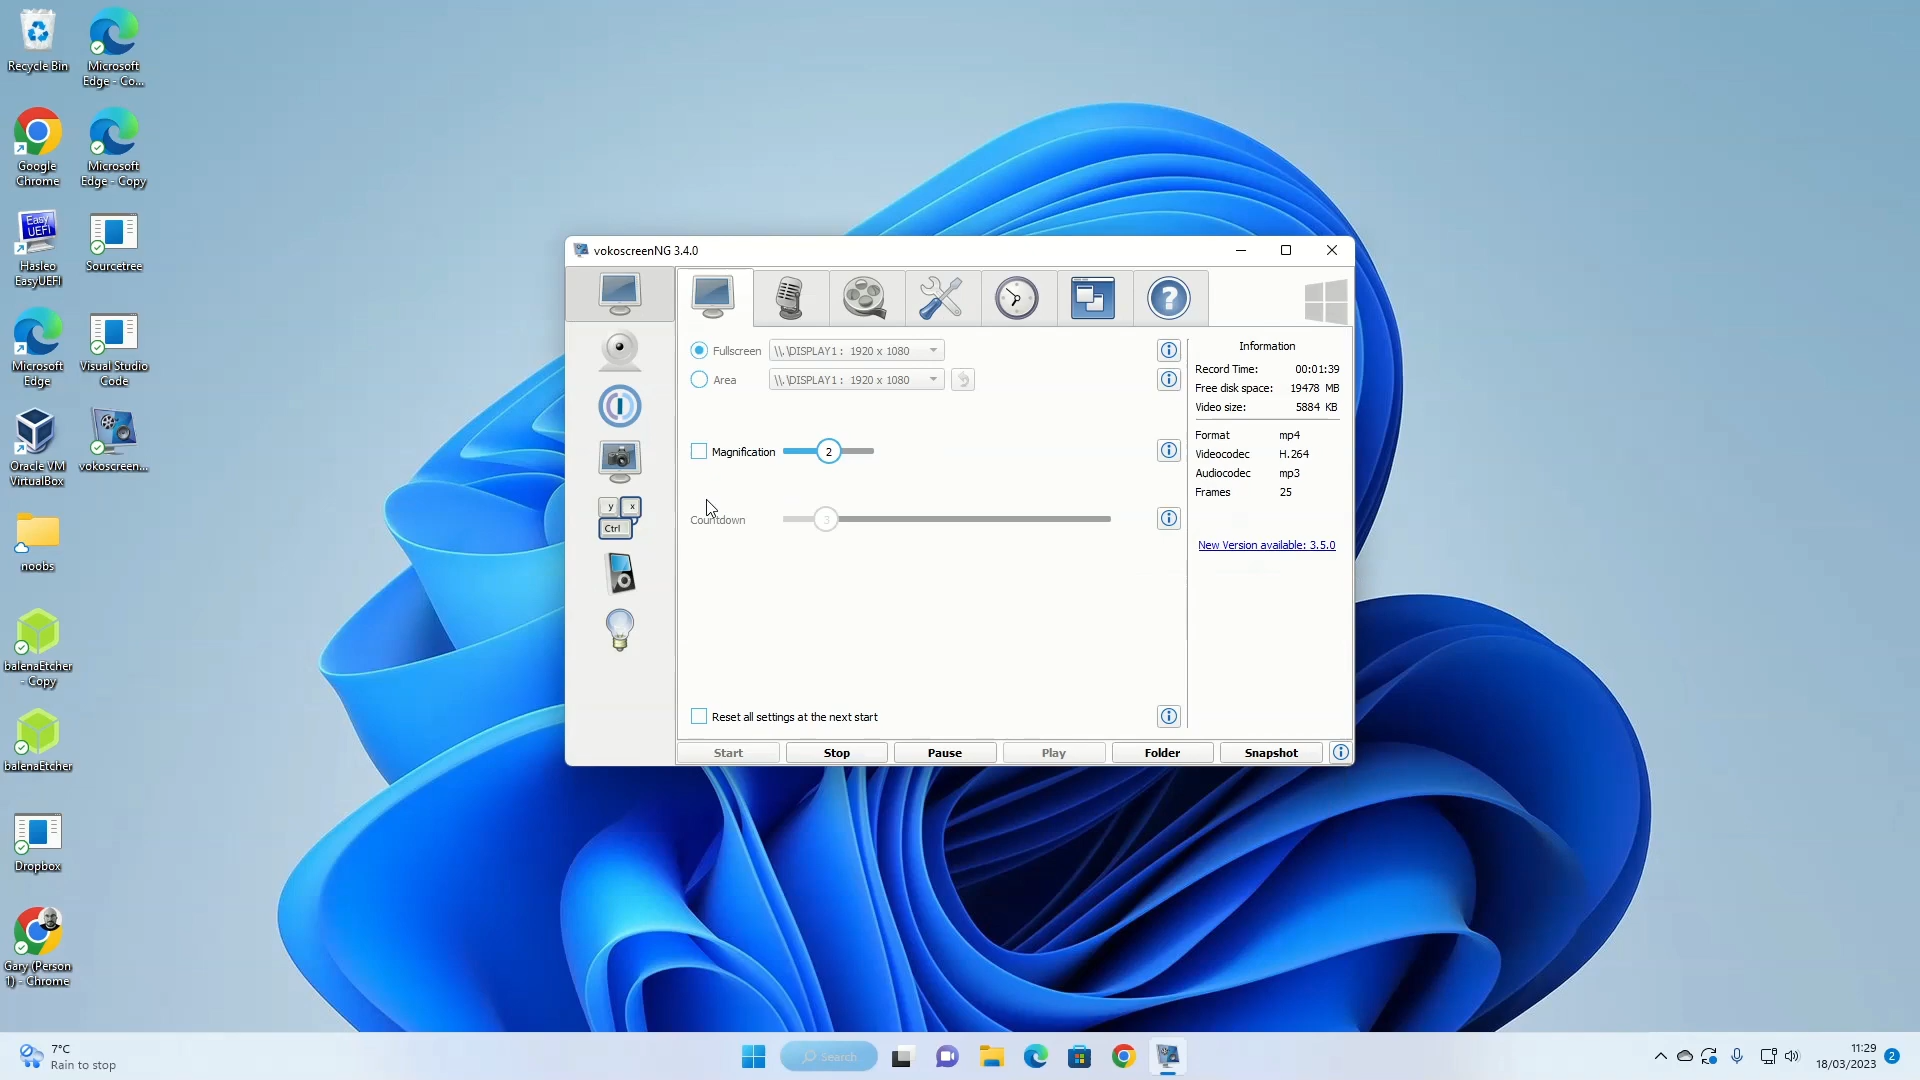 Recycle Bin
Microsoft
Edge - Co...
Google
Chrome
Microsoft
Edge - Copy
Easy
UEFI
Hasleo
EasyUEFI
Sourcetree
Microsoft
Edge
Visual Studio
Code
Oracle VM
VirtualBox
vokoscreen...
noobs
balenaEtcher
- Copy
balenaEtcher
Dropbox
Gary (Person
1) - Chrome
vokoscreenNG 3.4.0
Fullscreen
\\.\DISPLAY1 : 1920 x 1080
Area
\\.\DISPLAY1 : 1920 x 1080
Magnification
2
Countdown
3
y
x
Ctrl
Reset all settings at the next start
Information
Record Time: 00:01:39
Free disk space: 19478 MB
Video size: 5884 KB
Format mp4
Videocodec H.264
Audiocodec mp3
Frames 25
New Version available: 3.5.0
Start
Stop
Pause
Play
Folder
Snapshot
7°C
Rain to stop
Search
11:29
18/03/2023
2